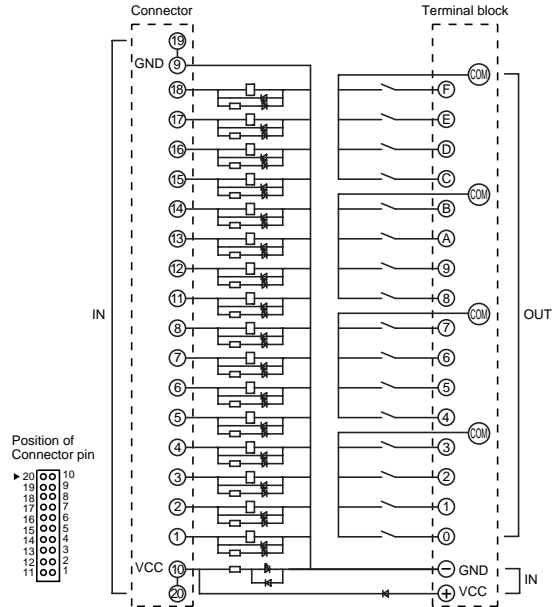 Connector Terminal block
19
GND 9
COM
18 F
17 E
16 D
15 C
COM
14 B
13 A
12 9
11 8
COM
IN OUT
8 7
7 6
6 5
5 4
COM
4 3
3 2
2 1
1 0
VCC 10 − GND
IN
20 + VCC
Position of
Connector pin
20 10
19 9
18 8
17 7
16 6
15 5
14 4
13 3
12 2
11 1